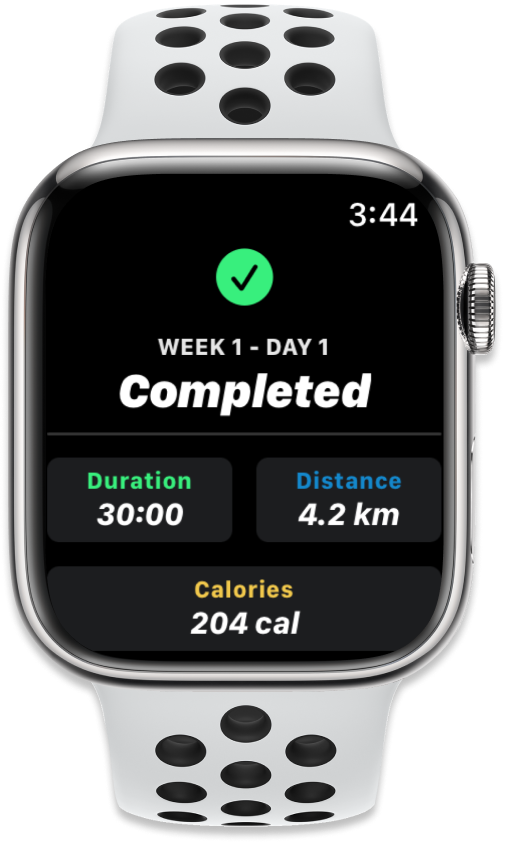 3:44
WEEK 1 - DAY 1
Completed
Duration
30:00
Distance
4.2 km
Calories
204 cal